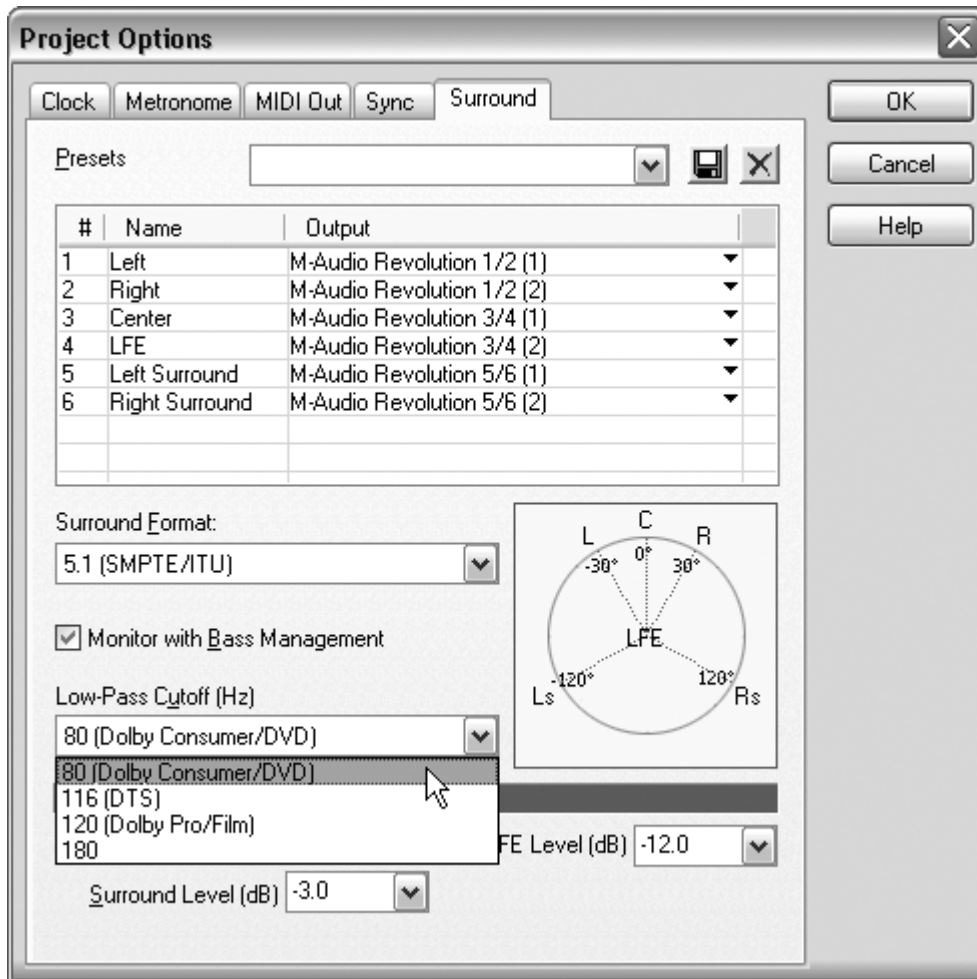 Project Options
Clock Metronome MIDI Out Sync Surround
OK
Cancel
Help
Presets
# Name Output
1 Left M-Audio Revolution 1/2 (1)
2 Right M-Audio Revolution 1/2 (2)
3 Center M-Audio Revolution 3/4 (1)
4 LFE M-Audio Revolution 3/4 (2)
5 Left Surround M-Audio Revolution 5/6 (1)
6 Right Surround M-Audio Revolution 5/6 (2)
Surround Format:
5.1 (SMPTE/ITU)
L C R
-30° 0° 30°
LFE
-120° 120°
Ls Rs
Monitor with Bass Management
Low-Pass Cutoff (Hz)
80 (Dolby Consumer/DVD)
80 (Dolby Consumer/DVD)
116 (DTS)
120 (Dolby Pro/Film)
180
FE Level (dB) -12.0
Surround Level (dB) -3.0